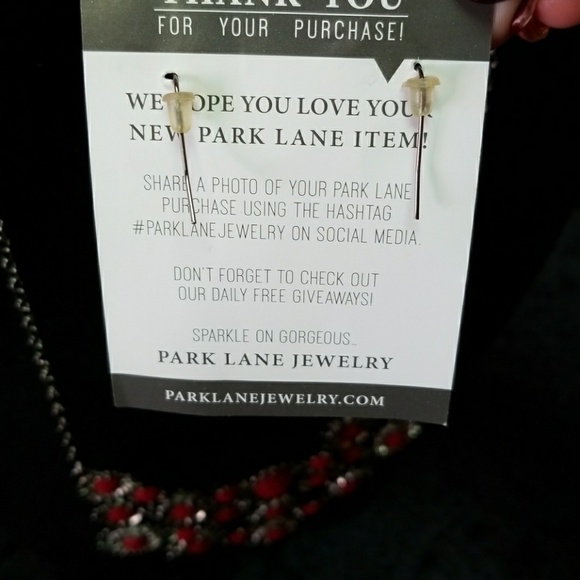 THANK YOU
FOR YOUR PURCHASE!
WE HOPE YOU LOVE YOUR
NEW PARK LANE ITEM!
SHARE A PHOTO OF YOUR PARK LANE
PURCHASE USING THE HASHTAG
#PARKLANEJEWELRY ON SOCIAL MEDIA.
DON'T FORGET TO CHECK OUT
OUR DAILY FREE GIVEAWAYS!
SPARKLE ON GORGEOUS...
PARK LANE JEWELRY
PARKLANEJEWELRY.COM